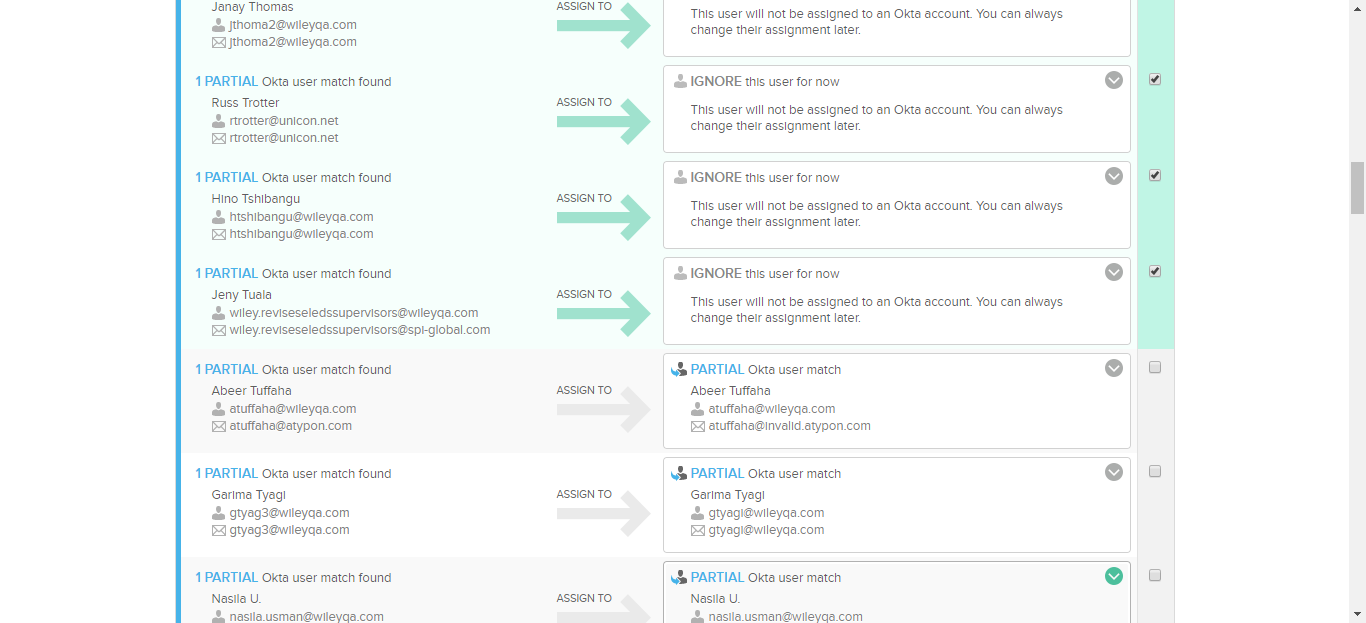 Janay Thomas
jthoma2@wileyqa.com
jthoma2@wileyqa.com
ASSIGN TO
This user will not be assigned to an Okta account. You can always
change their assignment later.
1 PARTIAL Okta user match found
Russ Trotter
rtrotter@unicon.net
rtrotter@unicon.net
ASSIGN TO
IGNORE this user for now
This user will not be assigned to an Okta account. You can always
change their assignment later.
1 PARTIAL Okta user match found
Hino Tshibangu
htshibangu@wileyqa.com
htshibangu@wileyqa.com
ASSIGN TO
IGNORE this user for now
This user will not be assigned to an Okta account. You can always
change their assignment later.
1 PARTIAL Okta user match found
Jeny Tuala
wiley.reviseseledssupervisors@wileyqa.com
wiley.reviseseledssupervisors@spi-global.com
ASSIGN TO
IGNORE this user for now
This user will not be assigned to an Okta account. You can always
change their assignment later.
1 PARTIAL Okta user match found
Abeer Tuffaha
atuffaha@wileyqa.com
atuffaha@atypon.com
ASSIGN TO
PARTIAL Okta user match
Abeer Tuffaha
atuffaha@wileyqa.com
atuffaha@invalid.atypon.com
1 PARTIAL Okta user match found
Garima Tyagi
gtyag3@wileyqa.com
gtyag3@wileyqa.com
ASSIGN TO
PARTIAL Okta user match
Garima Tyagi
gtyagi@wileyqa.com
gtyagi@wileyqa.com
1 PARTIAL Okta user match found
Nasila U.
nasila.usman@wileyqa.com
ASSIGN TO
PARTIAL Okta user match
Nasila U.
nasila.usman@wileyqa.com